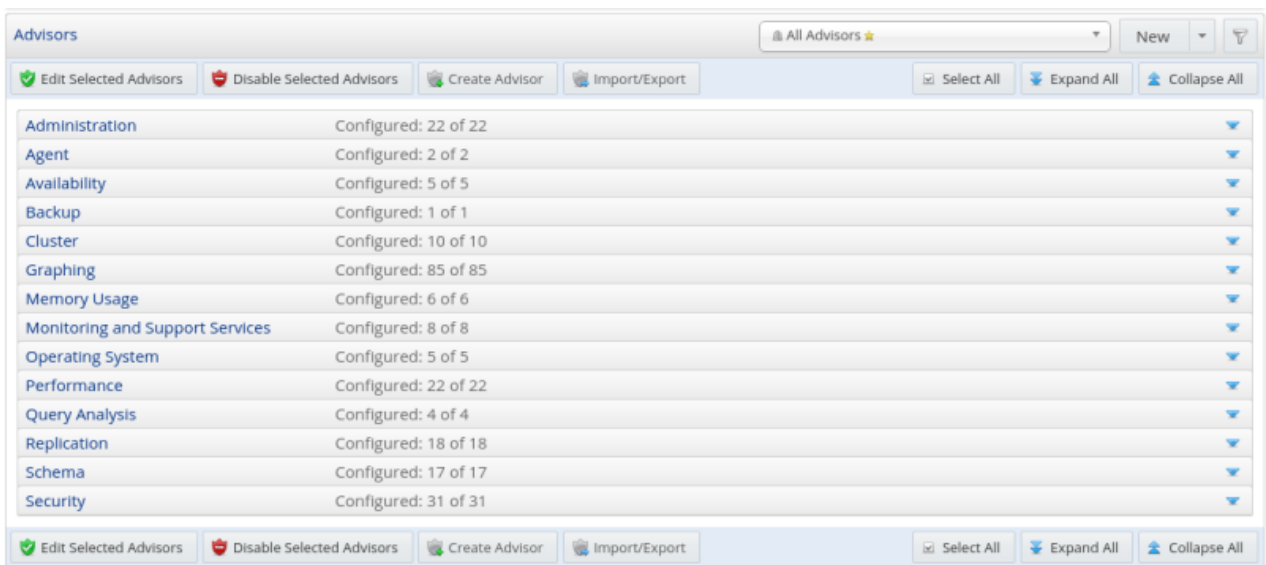 Advisors All Advisors New
Edit Selected Advisors Disable Selected Advisors Create Advisor Import/Export Select All Expand All Collapse All
Administration Configured: 22 of 22
Agent Configured: 2 of 2
Availability Configured: 5 of 5
Backup Configured: 1 of 1
Cluster Configured: 10 of 10
Graphing Configured: 85 of 85
Memory Usage Configured: 6 of 6
Monitoring and Support Services Configured: 8 of 8
Operating System Configured: 5 of 5
Performance Configured: 22 of 22
Query Analysis Configured: 4 of 4
Replication Configured: 18 of 18
Schema Configured: 17 of 17
Security Configured: 31 of 31
Edit Selected Advisors Disable Selected Advisors Create Advisor Import/Export Select All Expand All Collapse All